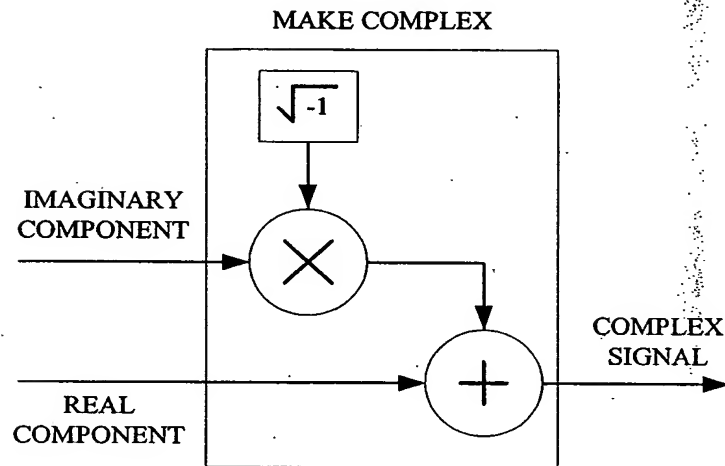 MAKE COMPLEX
√-1
IMAGINARY
COMPONENT
×
+
COMPLEX
SIGNAL
REAL
COMPONENT